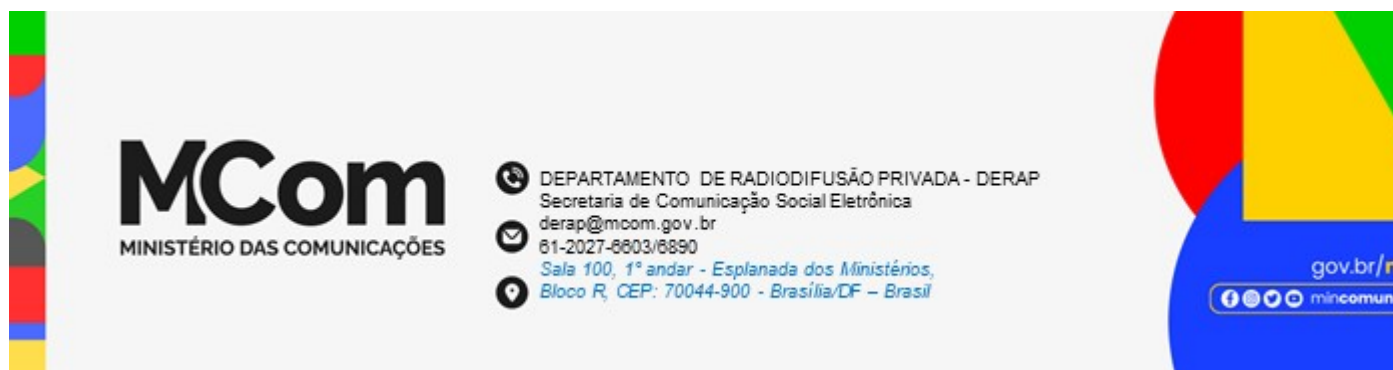 MCom
MINISTÉRIO DAS COMUNICAÇÕES
DEPARTAMENTO DE RADIODIFUSÃO PRIVADA - DERAP
Secretaria de Comunicação Social Eletrônica
derap@mcom.gov.br
61-2027-6603/6890
Sala 100, 1º andar - Esplanada dos Ministérios,
Bloco R, CEP: 70044-900 - Brasília/DF – Brasil
gov.br/
mincomun